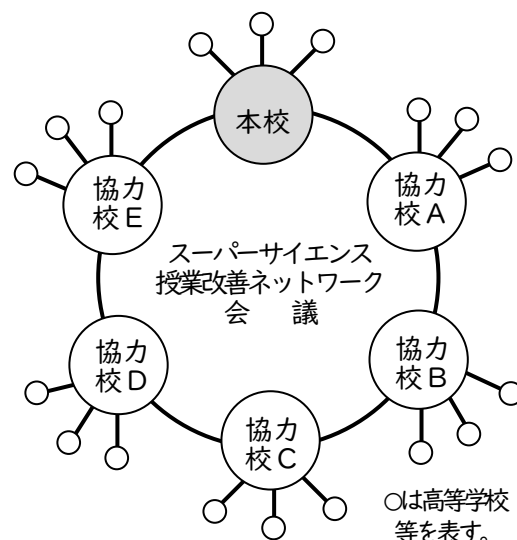 本校
協力
校E
協力
校A
スーパーサイエンス
授業改善ネットワーク
会　議
協力
校D
協力
校B
協力
校C
○は高等学校
等を表す。